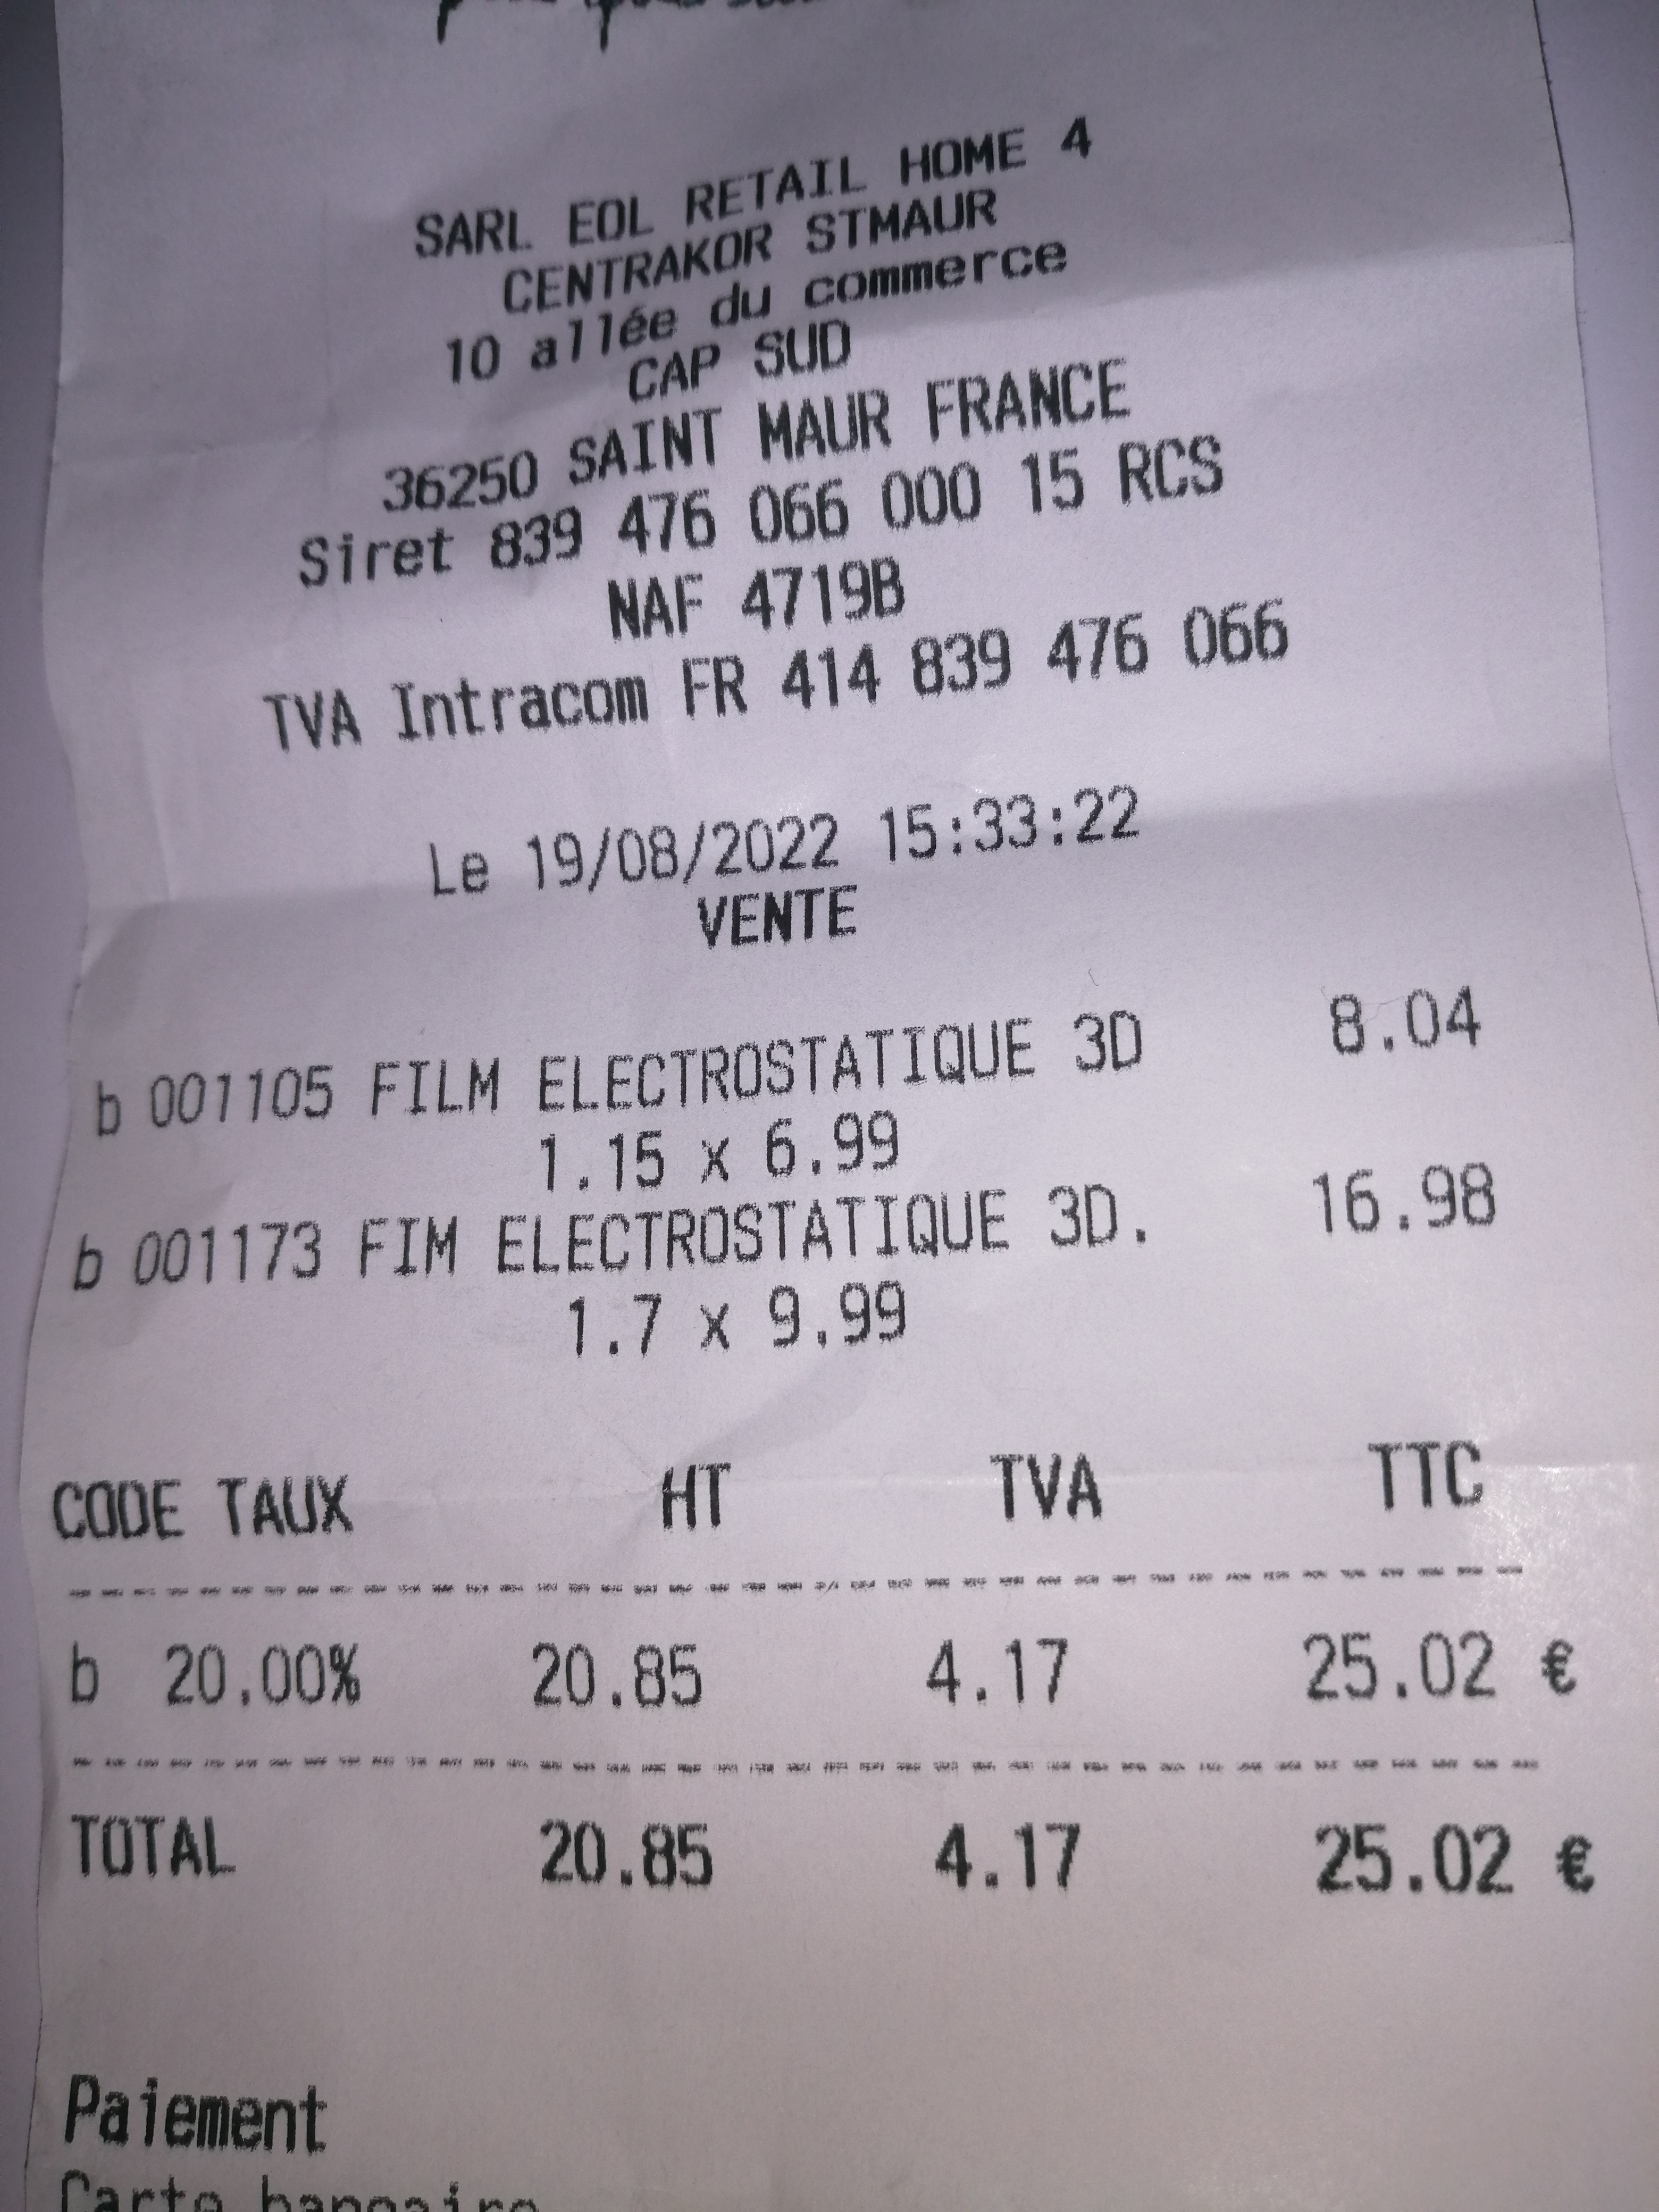 SARL EOL RETAIL HOME 4
CENTRAKOR STMAUR
10 allée du commerce
CAP SUD
36250 SAINT MAUR FRANCE
Siret 839 476 066 000 15 RCS
NAF 4719B
TVA Intracom FR 414 839 476 066
Le 19/08/2022 15:33:22
VENTE
b 001105 FILM ELECTROSTATIQUE 3D 8.04
1.15 x 6.99
b 001173 FIM ELECTROSTATIQUE 3D. 16.98
1.7 x 9.99
CODE TAUX HT TVA TTC
b 20.00% 20.85 4.17 25.02 €
TOTAL 20.85 4.17 25.02 €
Paiement
Carte bancaire